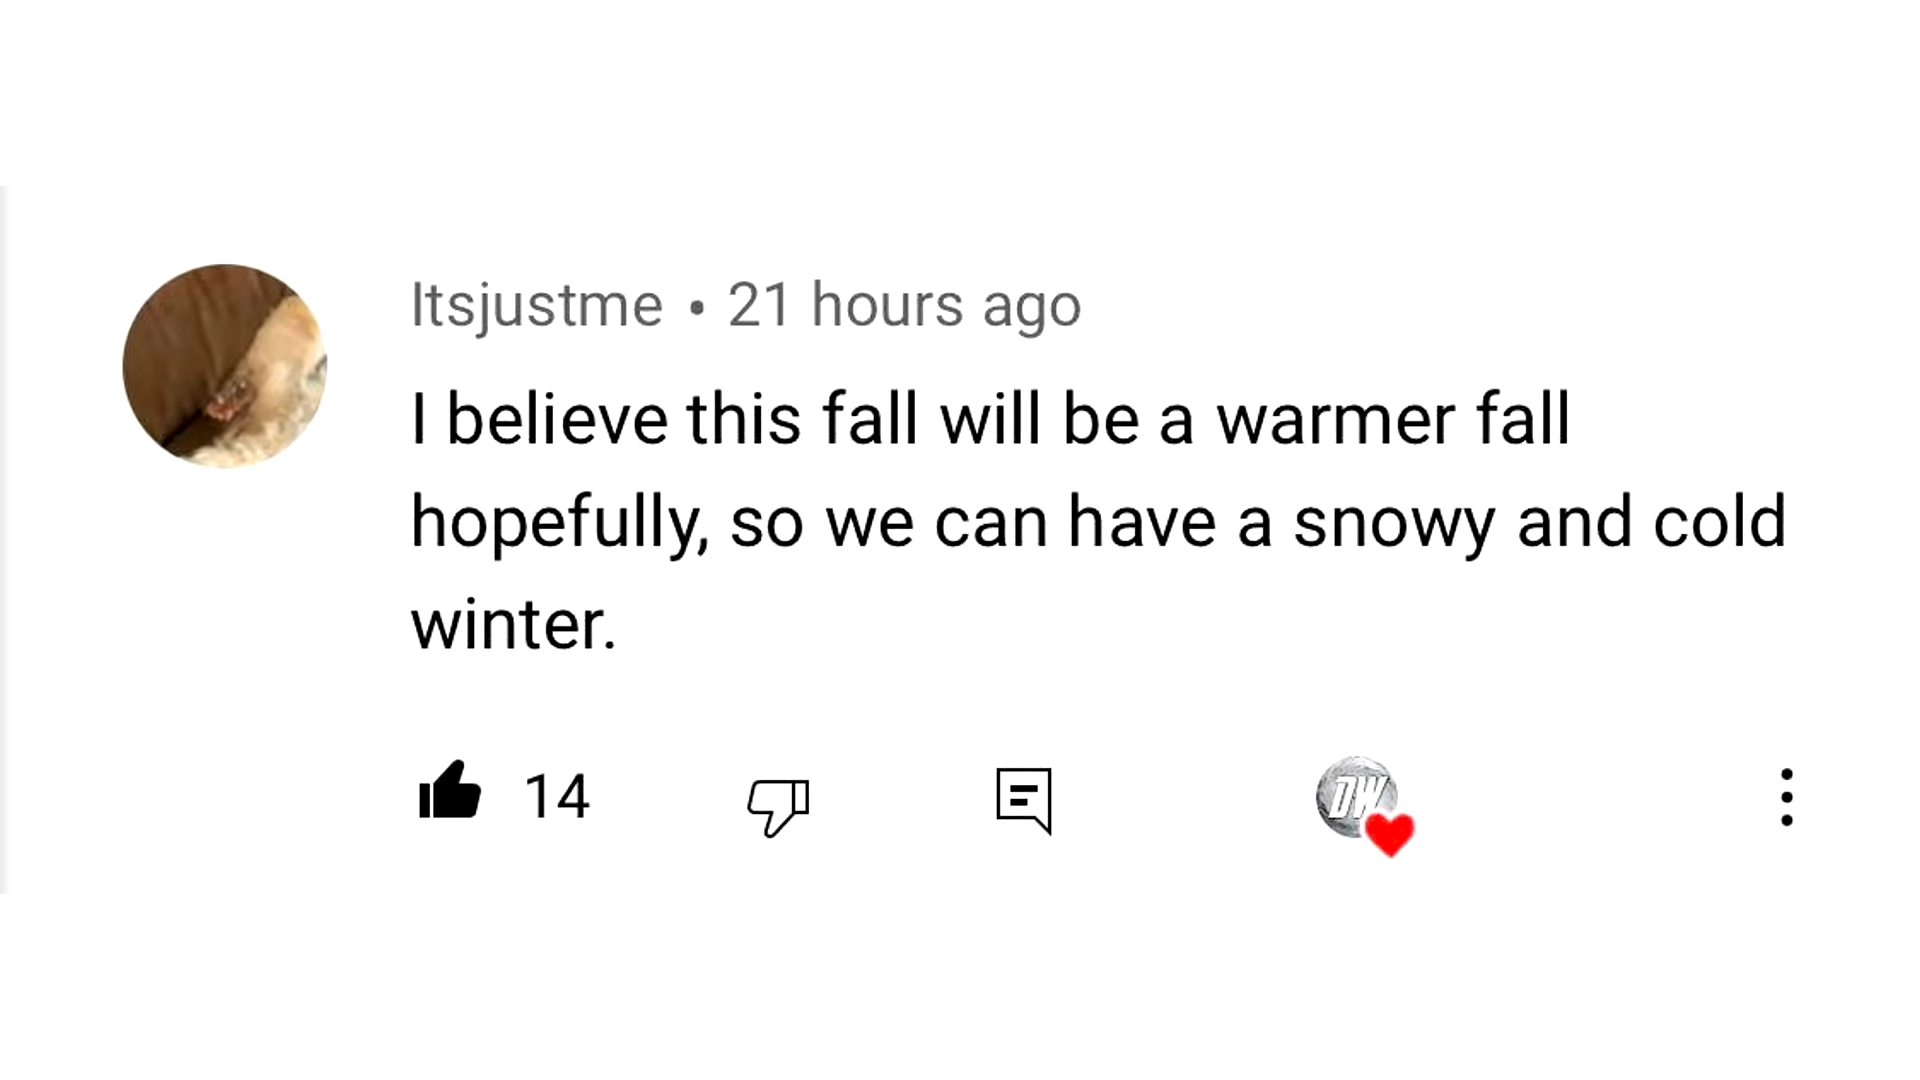 Itsjustme • 21 hours ago
I believe this fall will be a warmer fall
hopefully, so we can have a snowy and cold
winter.
14
DW